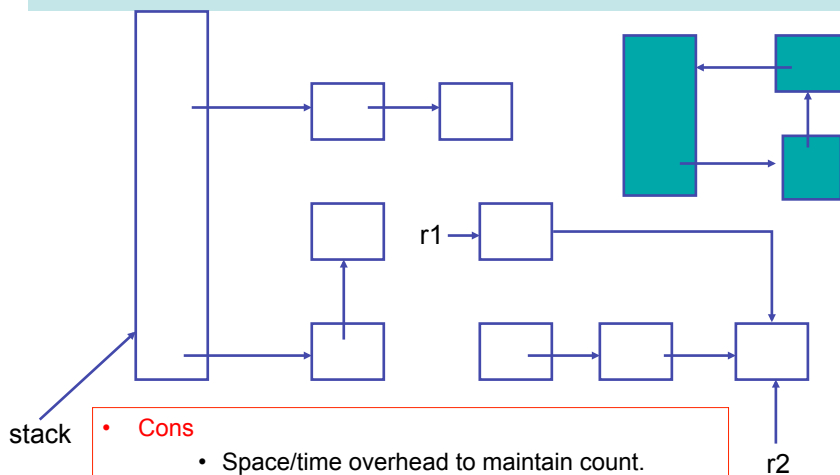 r1
stack
r2
• Cons
• Space/time overhead to maintain count.